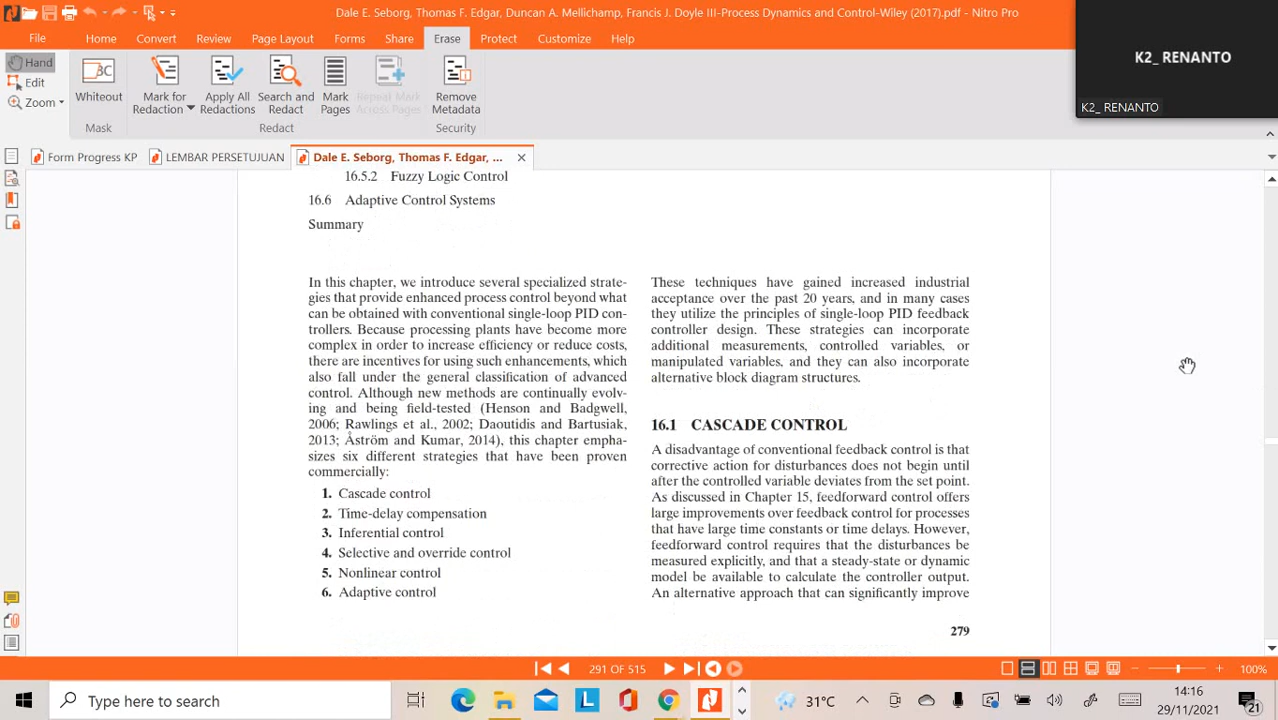 Dale E. Seborg, Thomas F. Edgar, Duncan A. Mellichamp, Francis J. Doyle III-Process Dynamics and Control-Wiley (2017).pdf - Nitro Pro
File Home Convert Review Page Layout Forms Share Erase Protect Customize Help
K2_ RENANTO
K2_ RENANTO
Hand
Edit
Zoom
Whiteout
Mark for
Redaction
Apply All
Redactions
Search and
Redact
Mark
Pages
Repeat Mark
Across Pages
Remove
Metadata
Mask
Redact
Security
Form Progress KP
LEMBAR PERSETUJUAN
Dale E. Seborg, Thomas F. Edgar, ...
16.5.2 Fuzzy Logic Control
16.6 Adaptive Control Systems
Summary
In this chapter, we introduce several specialized strate-
gies that provide enhanced process control beyond what
can be obtained with conventional single-loop PID con-
trollers. Because processing plants have become more
complex in order to increase efficiency or reduce costs,
there are incentives for using such enhancements, which
also fall under the general classification of advanced
control. Although new methods are continually evolv-
ing and being field-tested (Henson and Badgwell,
2006; Rawlings et al., 2002; Daoutidis and Bartusiak,
2013; Åström and Kumar, 2014), this chapter empha-
sizes six different strategies that have been proven
commercially:
1. Cascade control
2. Time-delay compensation
3. Inferential control
4. Selective and override control
5. Nonlinear control
6. Adaptive control
These techniques have gained increased industrial
acceptance over the past 20 years, and in many cases
they utilize the principles of single-loop PID feedback
controller design. These strategies can incorporate
additional measurements, controlled variables, or
manipulated variables, and they can also incorporate
alternative block diagram structures.
16.1 CASCADE CONTROL
A disadvantage of conventional feedback control is that
corrective action for disturbances does not begin until
after the controlled variable deviates from the set point.
As discussed in Chapter 15, feedforward control offers
large improvements over feedback control for processes
that have large time constants or time delays. However,
feedforward control requires that the disturbances be
measured explicitly, and that a steady-state or dynamic
model be available to calculate the controller output.
An alternative approach that can significantly improve
279
291 OF 515
100%
Type here to search
31°C
14:16
29/11/2021
21